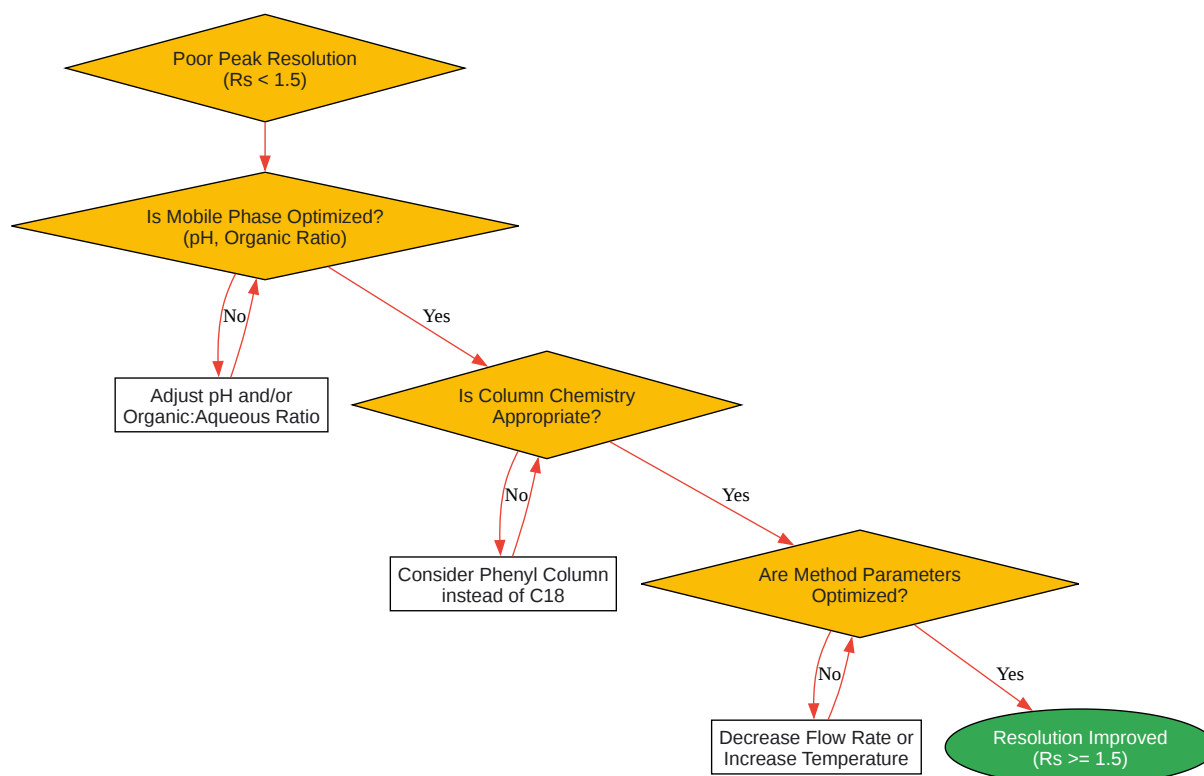 Poor Peak Resolution
(Rs < 1.5)
Is Mobile Phase Optimized?
(pH, Organic Ratio)
No
Yes
Adjust pH and/or
Organic:Aqueous Ratio
Is Column Chemistry
Appropriate?
No
Yes
Consider Phenyl Column
instead of C18
Are Method Parameters
Optimized?
No
Yes
Decrease Flow Rate or
Increase Temperature
Resolution Improved
(Rs >= 1.5)